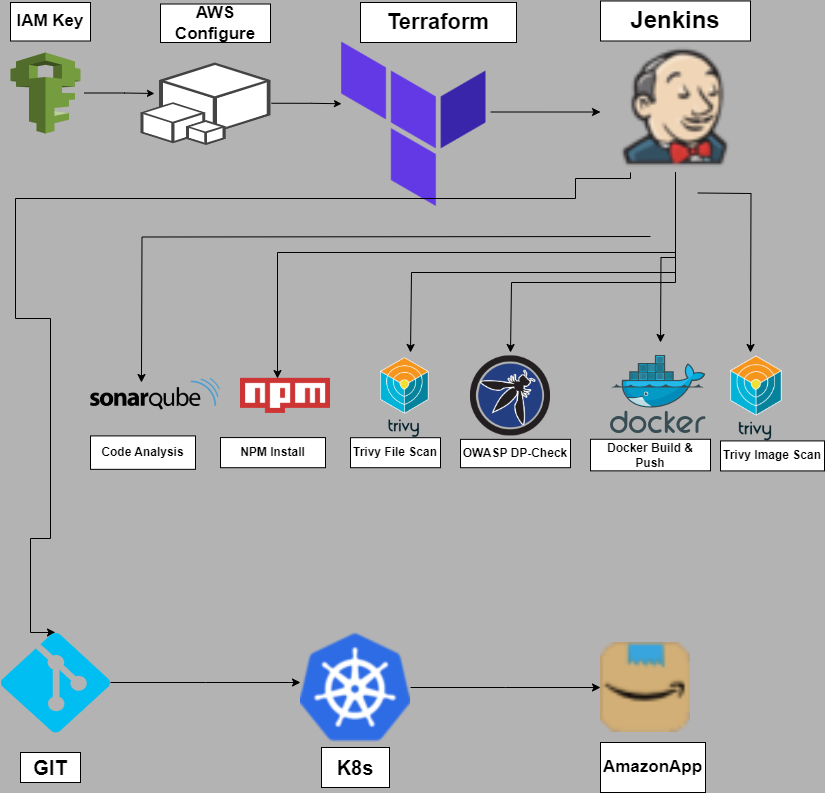 IAM Key
AWS
Configure
Terraform
Jenkins
sonarqube
npm
trivy
docker
trivy
Code Analysis
NPM Install
Trivy File Scan
OWASP DP-Check
Docker Build &
Push
Trivy Image Scan
GIT
K8s
AmazonApp